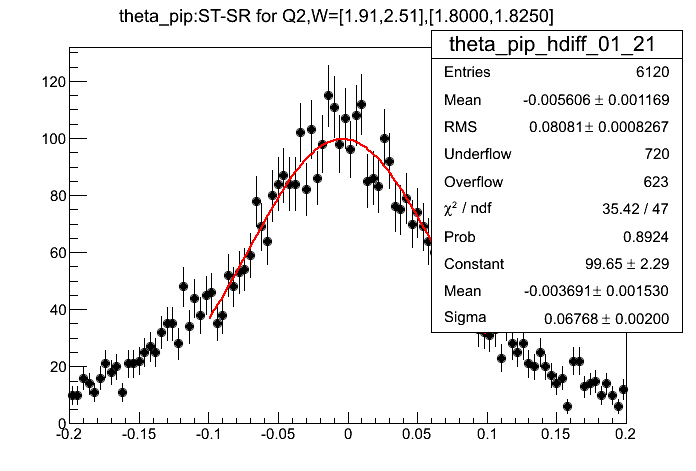 theta_pip:ST-SR for Q2,W=[1.91,2.51],[1.8000,1.8250]
theta_pip_hdiff_01_21
Entries 6120
Mean -0.005606 ± 0.001169
RMS 0.08081 ± 0.0008267
Underflow 720
Overflow 623
χ² / ndf 35.42 / 47
Prob 0.8924
Constant 99.65 ± 2.29
Mean -0.003691 ± 0.001530
Sigma 0.06768 ± 0.00200
120
100
80
60
40
20
0
-0.2 -0.15 -0.1 -0.05 0 0.05 0.1 0.15 0.2